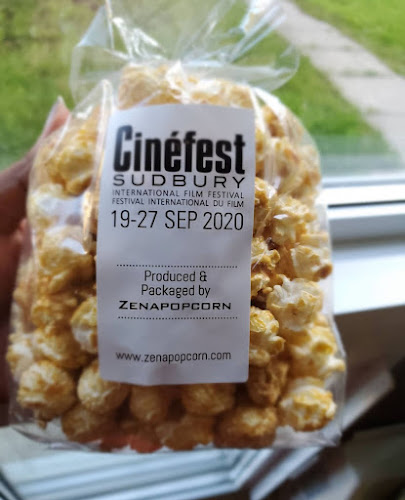 Cinéfest
SUDBURY
INTERNATIONAL FILM FESTIVAL
FESTIVAL INTERNATIONAL DU FILM
19-27 SEP 2020
Produced &
Packaged by
ZENAPOPCORN
www.zenapopcorn.com